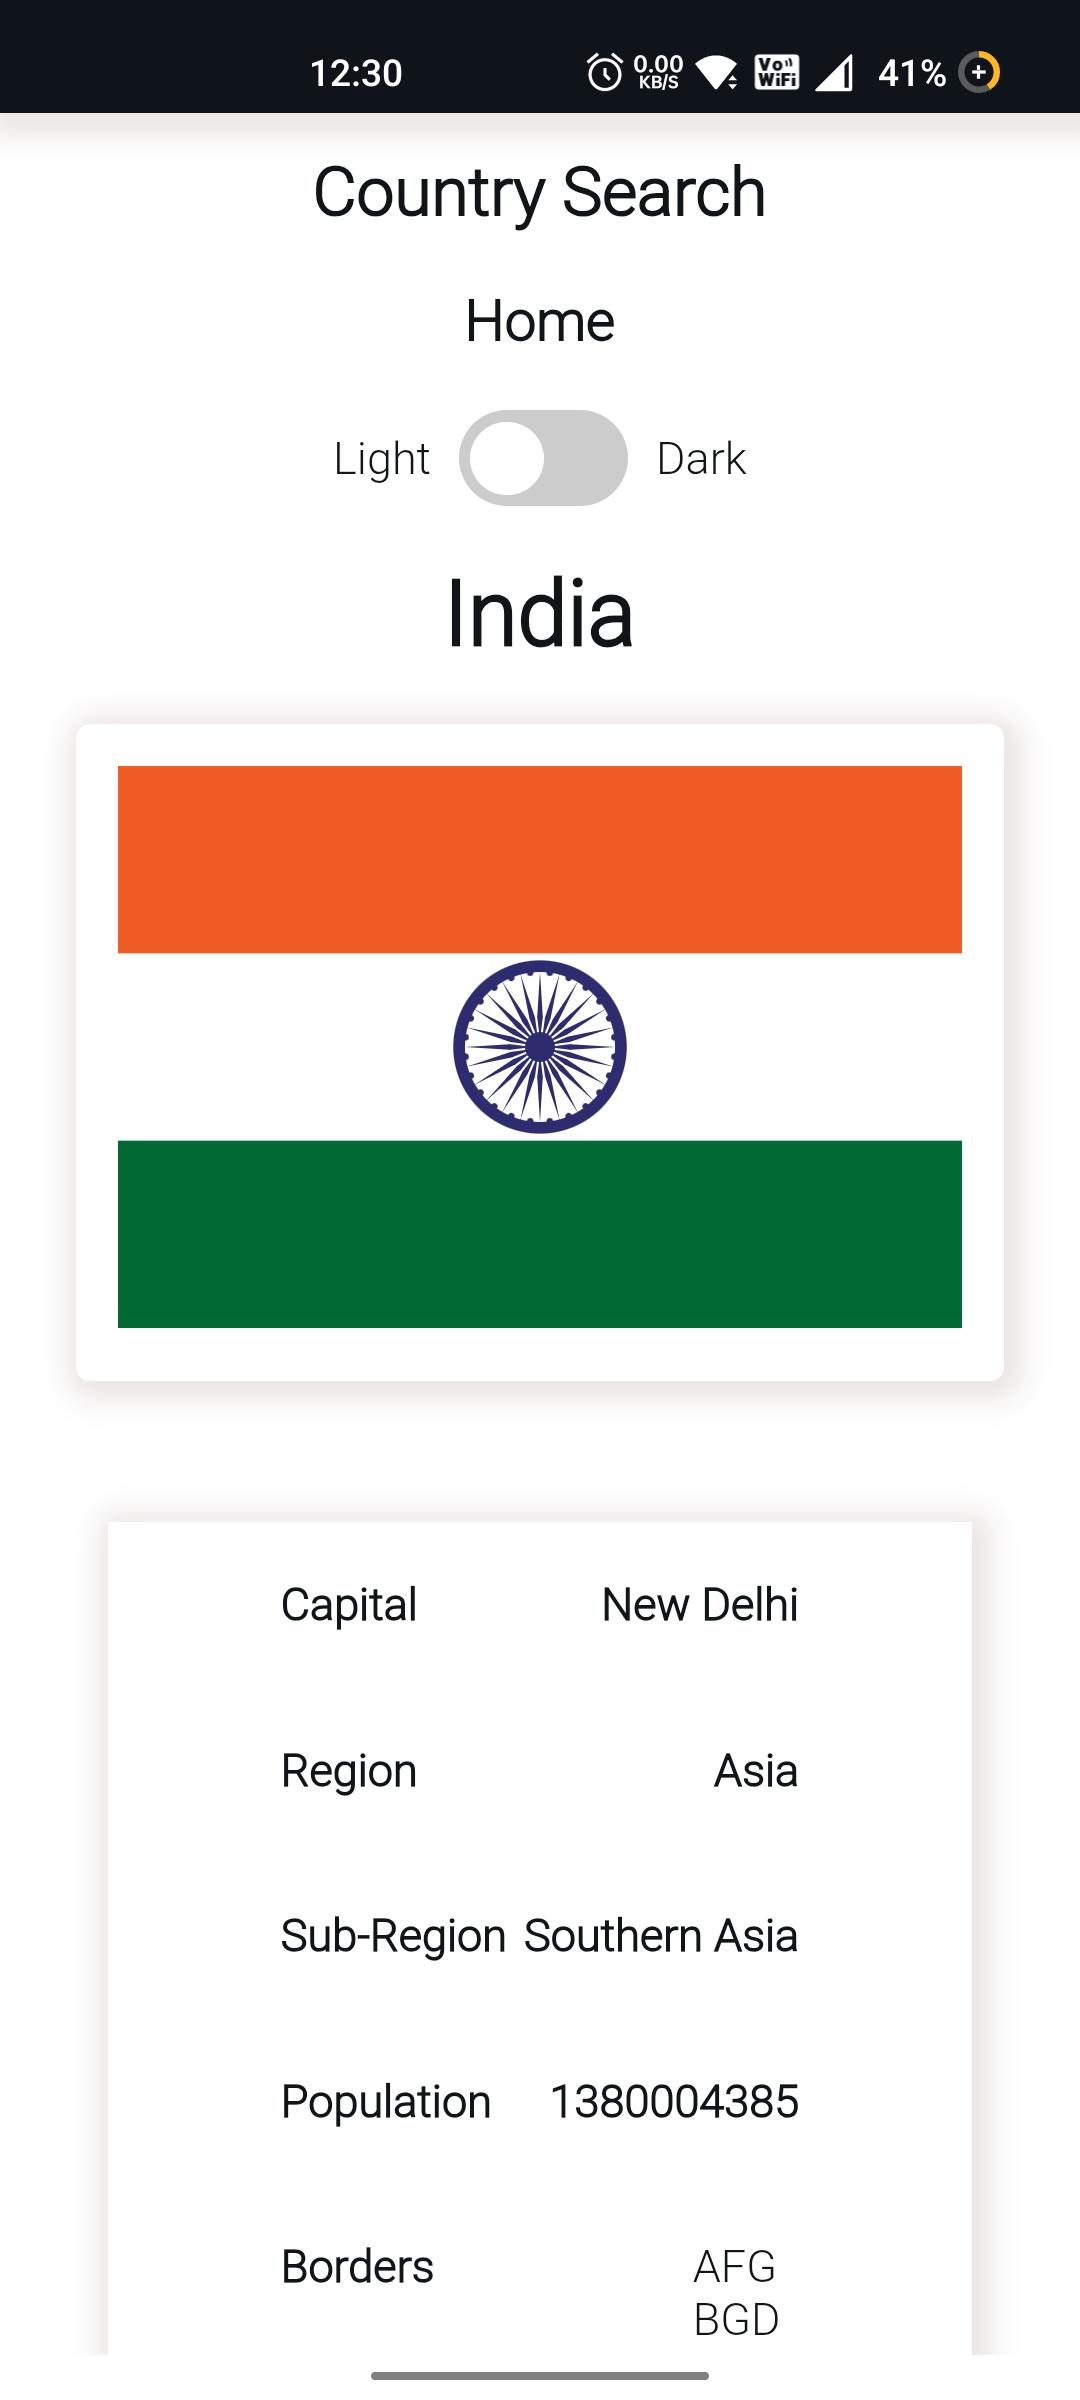 12:30 0.00 KB/S Vo WiFi 41%
Country Search
Home
Light Dark
India
Capital New Delhi
Region Asia
Sub-Region Southern Asia
Population 1380004385
Borders AFG
BGD